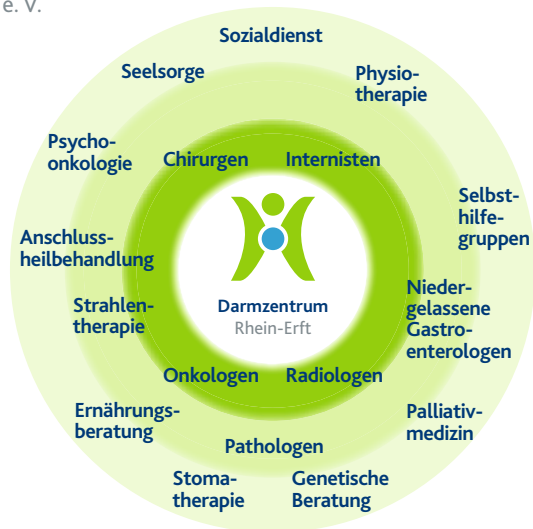 e. V.
Sozialdienst
Seelsorge
Physio-
therapie
Psycho-
onkologie
Chirurgen
Internisten
Selbst-
hilfe-
gruppen
Anschluss-
heilbehandlung
Strahlen-
therapie
Darmzentrum
Rhein-Erft
Nieder-
gelassene
Gastro-
enterologen
Onkologen
Radiologen
Ernährungs-
beratung
Palliativ-
medizin
Pathologen
Stoma-
therapie
Genetische
Beratung